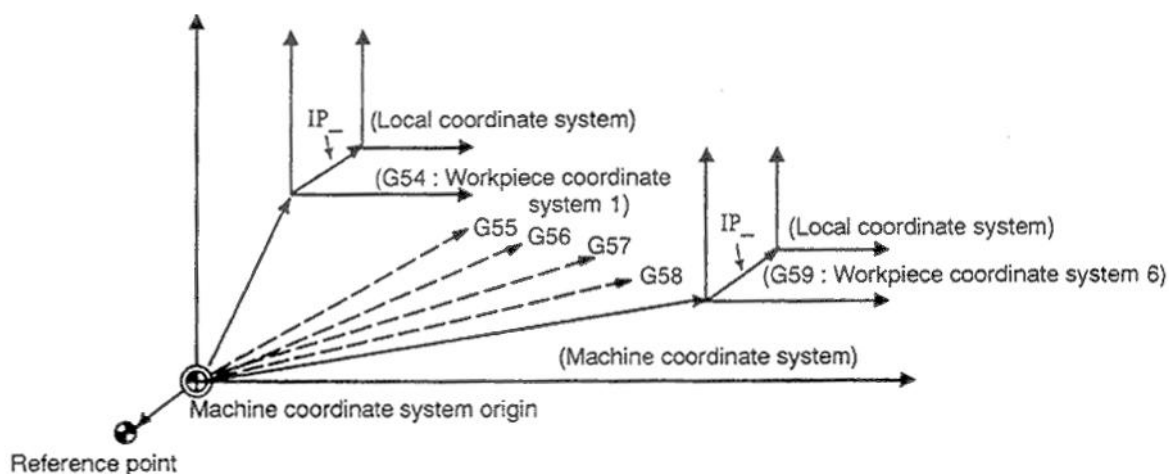 IP_
(Local coordinate system)
(G54 : Workpiece coordinate
system 1)
G55
G56
G57
G58
IP_
(Local coordinate system)
(G59 : Workpiece coordinate system 6)
(Machine coordinate system)
Machine coordinate system origin
Reference point